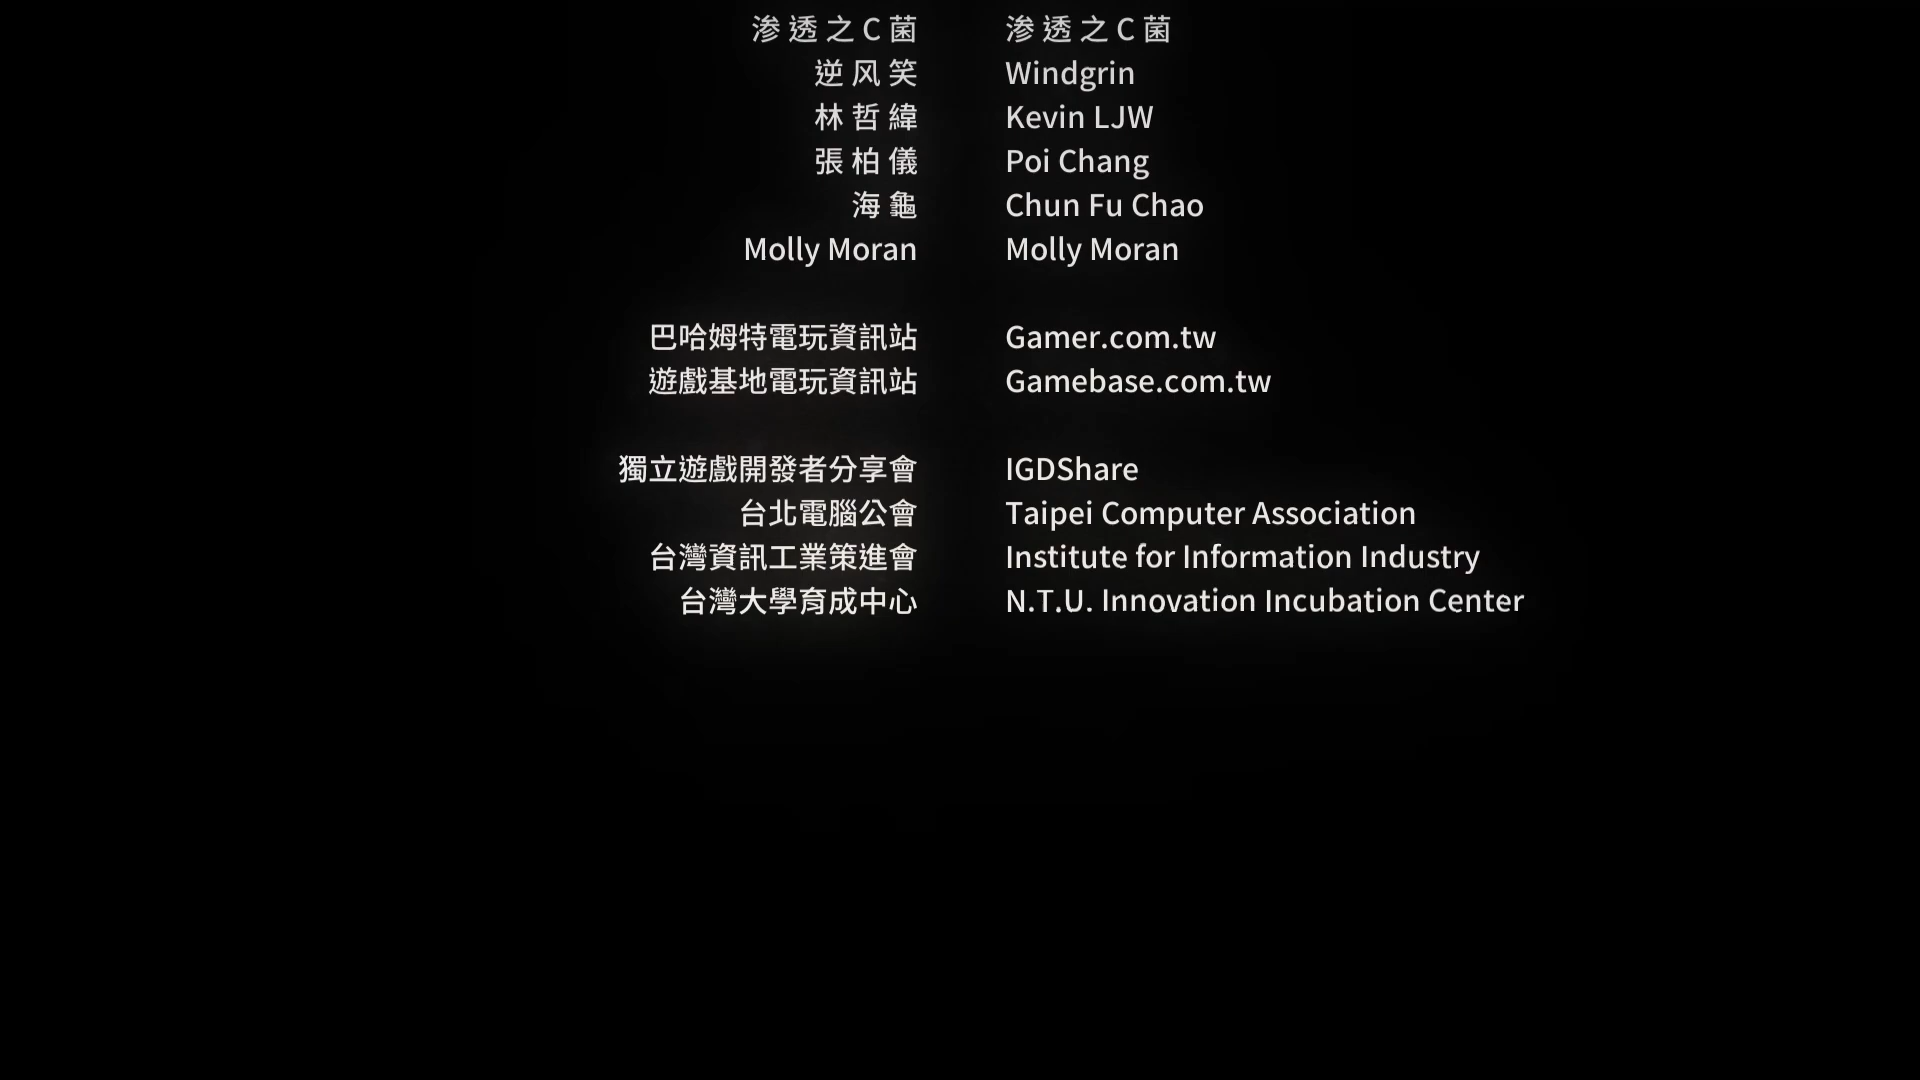 渗透之C菌 渗透之C菌
逆风笑 Windgrin
林哲緯 Kevin LJW
張柏儀 Poi Chang
海龜 Chun Fu Chao
Molly Moran Molly Moran
巴哈姆特電玩資訊站 Gamer.com.tw
遊戲基地電玩資訊站 Gamebase.com.tw
獨立遊戲開發者分享會 IGDShare
台北電腦公會 Taipei Computer Association
台灣資訊工業策進會 Institute for Information Industry
台灣大學育成中心 N.T.U. Innovation Incubation Center